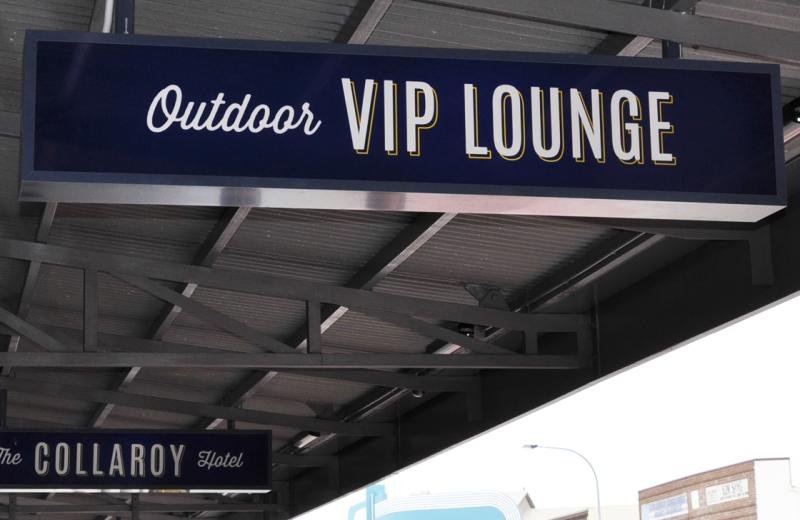 Outdoor VIP LOUNGE
The COLLAROY Hotel